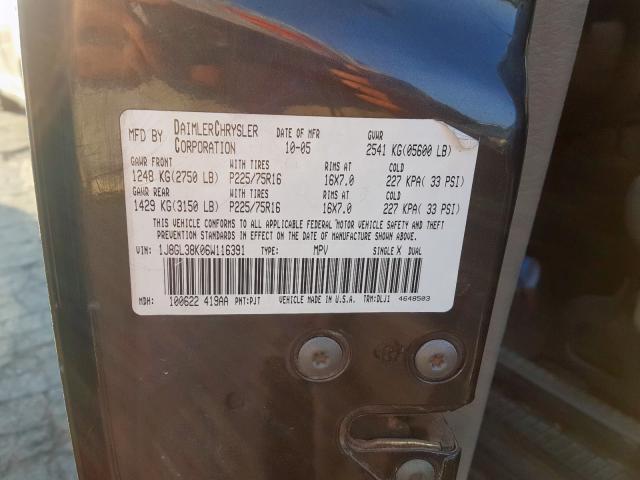 MFD BY DAIMLERCHRYSLER CORPORATION DATE OF MFR 10-05 GVWR 2541 KG(05600 LB)
GAWR FRONT WITH TIRES RIMS AT COLD
1248 KG(2750 LB) P225/75R16 16X7.0 227 KPA( 33 PSI)
GAWR REAR WITH TIRES RIMS AT COLD
1429 KG(3150 LB) P225/75R16 16X7.0 227 KPA( 33 PSI)
THIS VEHICLE CONFORMS TO ALL APPLICABLE FEDERAL MOTOR VEHICLE SAFETY AND THEFT
PREVENTION STANDARDS IN EFFECT ON THE DATE OF MANUFACTURE SHOWN ABOVE.
VIN: 1J8GL38K06W116391 TYPE: MPV SINGLE X DUAL
MDH: 100622 419AA PNT:PJT VEHICLE MADE IN U.S.A. TRM:DLJ1 4648503